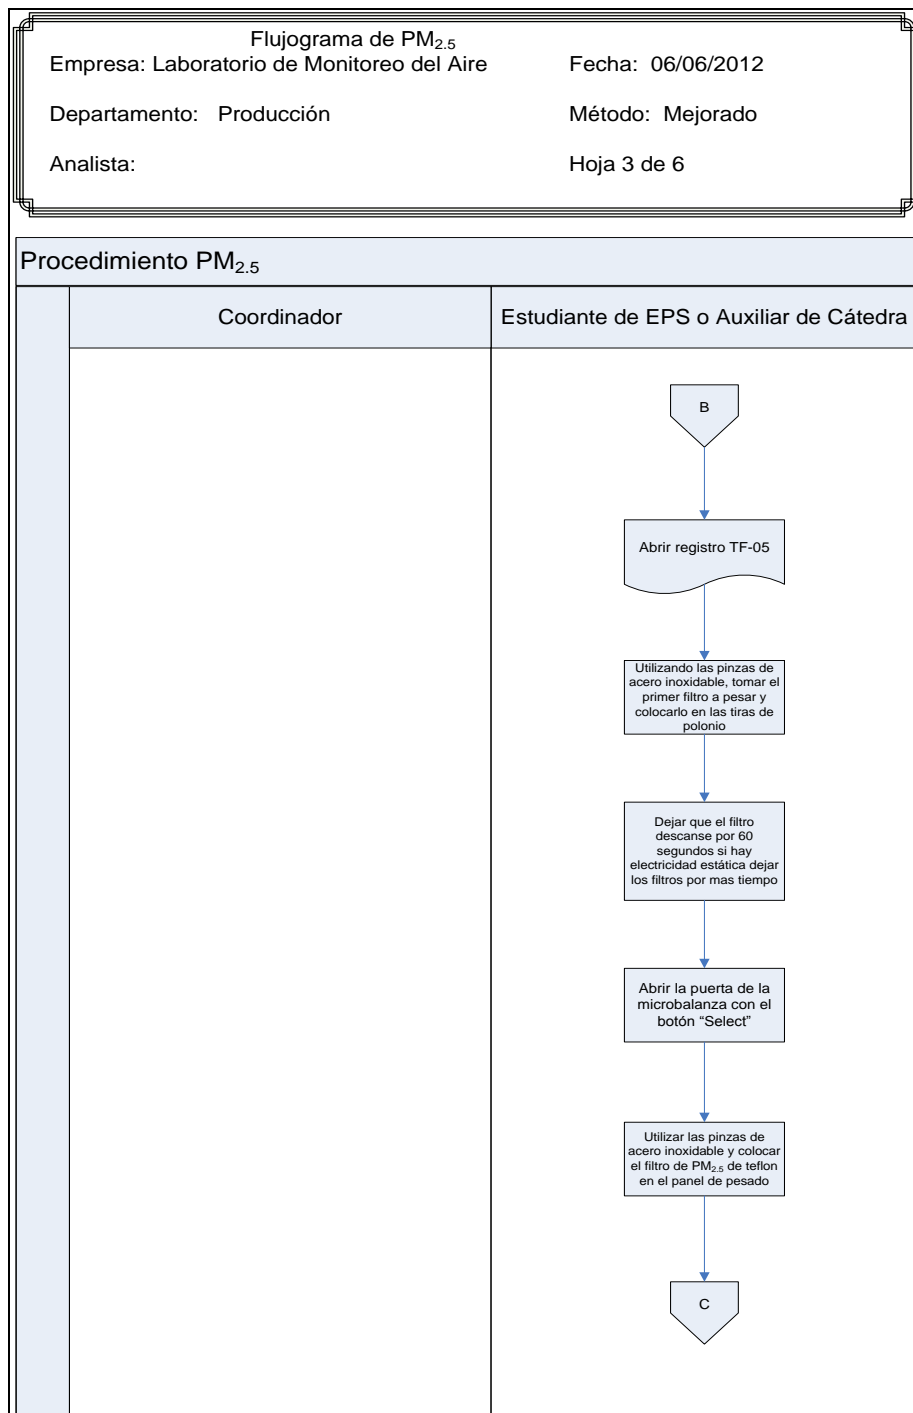 Flujograma de PM2.5
Empresa: Laboratorio de Monitoreo del Aire
Fecha: 06/06/2012
Departamento: Producción
Método: Mejorado
Analista:
Hoja 3 de 6
Procedimiento PM2.5
Coordinador
Estudiante de EPS o Auxiliar de Cátedra
B
Abrir registro TF-05
Utilizando las pinzas de
acero inoxidable, tomar el
primer filtro a pesar y
colocarlo en las tiras de
polonio
Dejar que el filtro
descanse por 60
segundos si hay
electricidad estática dejar
los filtros por mas tiempo
Abrir la puerta de la
microbalanza con el
botón “Select”
Utilizar las pinzas de
acero inoxidable y colocar
el filtro de PM2.5 de teflon
en el panel de pesado
C